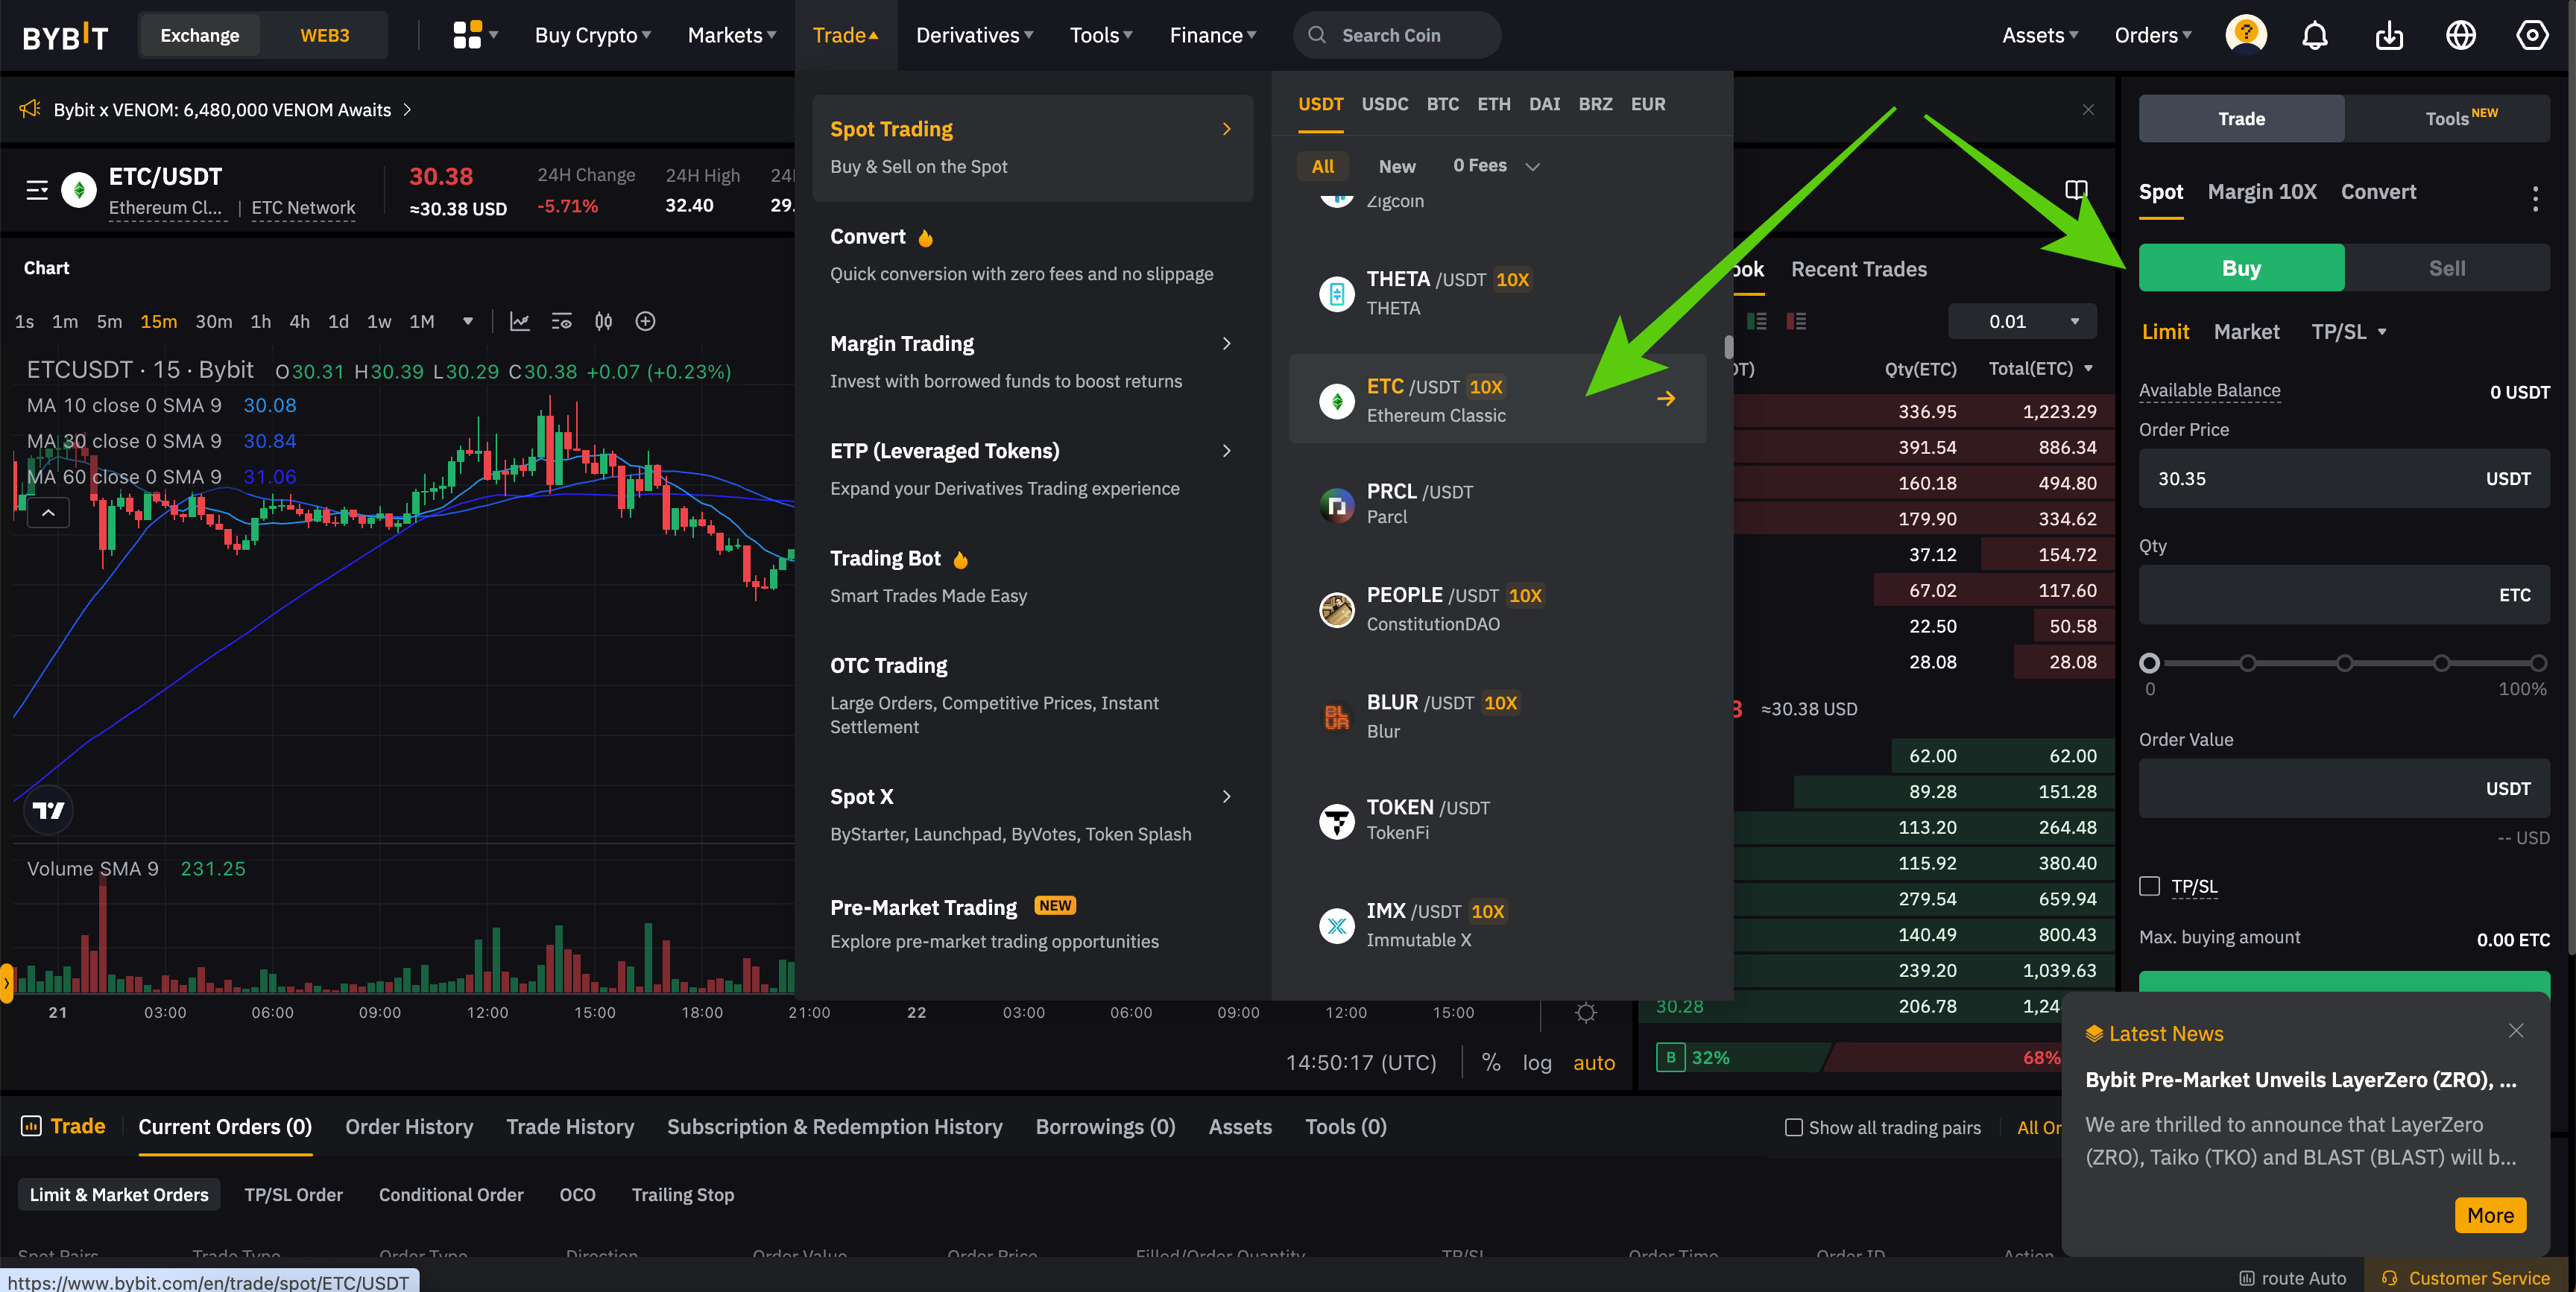 BYBIT
Exchange
WEB3
Buy Crypto
Markets
Trade
Derivatives
Tools
Finance
Search Coin
Assets
Orders
Bybit x VENOM: 6,480,000 VENOM Awaits
ETC/USDT
Ethereum Cl... | ETC Network
30.38
≈30.38 USD
24H Change
-5.71%
24H High
32.40
24
29.
Chart
1s 1m 5m 15m 30m 1h 4h 1d 1w 1M
ETCUSDT · 15 · Bybit O30.31 H30.39 L30.29 C30.38 +0.07 (+0.23%)
MA 10 close 0 SMA 9 30.08
MA 30 close 0 SMA 9 30.84
MA 60 close 0 SMA 9 31.06
Volume SMA 9 231.25
21 03:00 06:00 09:00 12:00 15:00 18:00 21:00 22 03:00 06:00 09:00 12:00 15:00
14:50:17 (UTC) % log auto
Spot Trading
Buy & Sell on the Spot
Convert
Quick conversion with zero fees and no slippage
Margin Trading
Invest with borrowed funds to boost returns
ETP (Leveraged Tokens)
Expand your Derivatives Trading experience
Trading Bot
Smart Trades Made Easy
OTC Trading
Large Orders, Competitive Prices, Instant
Settlement
Spot X
ByStarter, Launchpad, ByVotes, Token Splash
Pre-Market Trading NEW
Explore pre-market trading opportunities
USDT USDC BTC ETH DAI BRZ EUR
All New 0 Fees
Zigcoin
THETA /USDT 10X
THETA
ETC /USDT 10X
Ethereum Classic
PRCL /USDT
Parcl
PEOPLE /USDT 10X
ConstitutionDAO
BLUR /USDT 10X
Blur
TOKEN /USDT
TokenFi
IMX /USDT 10X
Immutable X
ook Recent Trades
0.01
DT) Qty(ETC) Total(ETC)
336.95 1,223.29
391.54 886.34
160.18 494.80
179.90 334.62
37.12 154.72
67.02 117.60
22.50 50.58
28.08 28.08
≈30.38 USD
62.00 62.00
89.28 151.28
113.20 264.48
115.92 380.40
279.54 659.94
140.49 800.43
239.20 1,039.63
30.28 206.78 1,24
B 32% 68%
Trade
Tools NEW
Spot Margin 10X Convert
Buy Sell
Limit Market TP/SL
Available Balance 0 USDT
Order Price
30.35 USDT
Qty
ETC
0 100%
Order Value
USDT
-- USD
TP/SL
Max. buying amount 0.00 ETC
Latest News
Bybit Pre-Market Unveils LayerZero (ZRO), ...
We are thrilled to announce that LayerZero
(ZRO), Taiko (TKO) and BLAST (BLAST) will b...
More
Trade
Current Orders (0)
Order History
Trade History
Subscription & Redemption History
Borrowings (0)
Assets
Tools (0)
Show all trading pairs
All Or
Limit & Market Orders
TP/SL Order
Conditional Order
OCO
Trailing Stop
Spot Pairs Trade Type Order Type Direction Order Value Order Price Filled/Order Quantity TP/SL Order Time Order ID Action
https://www.bybit.com/en/trade/spot/ETC/USDT
route Auto
Customer Service